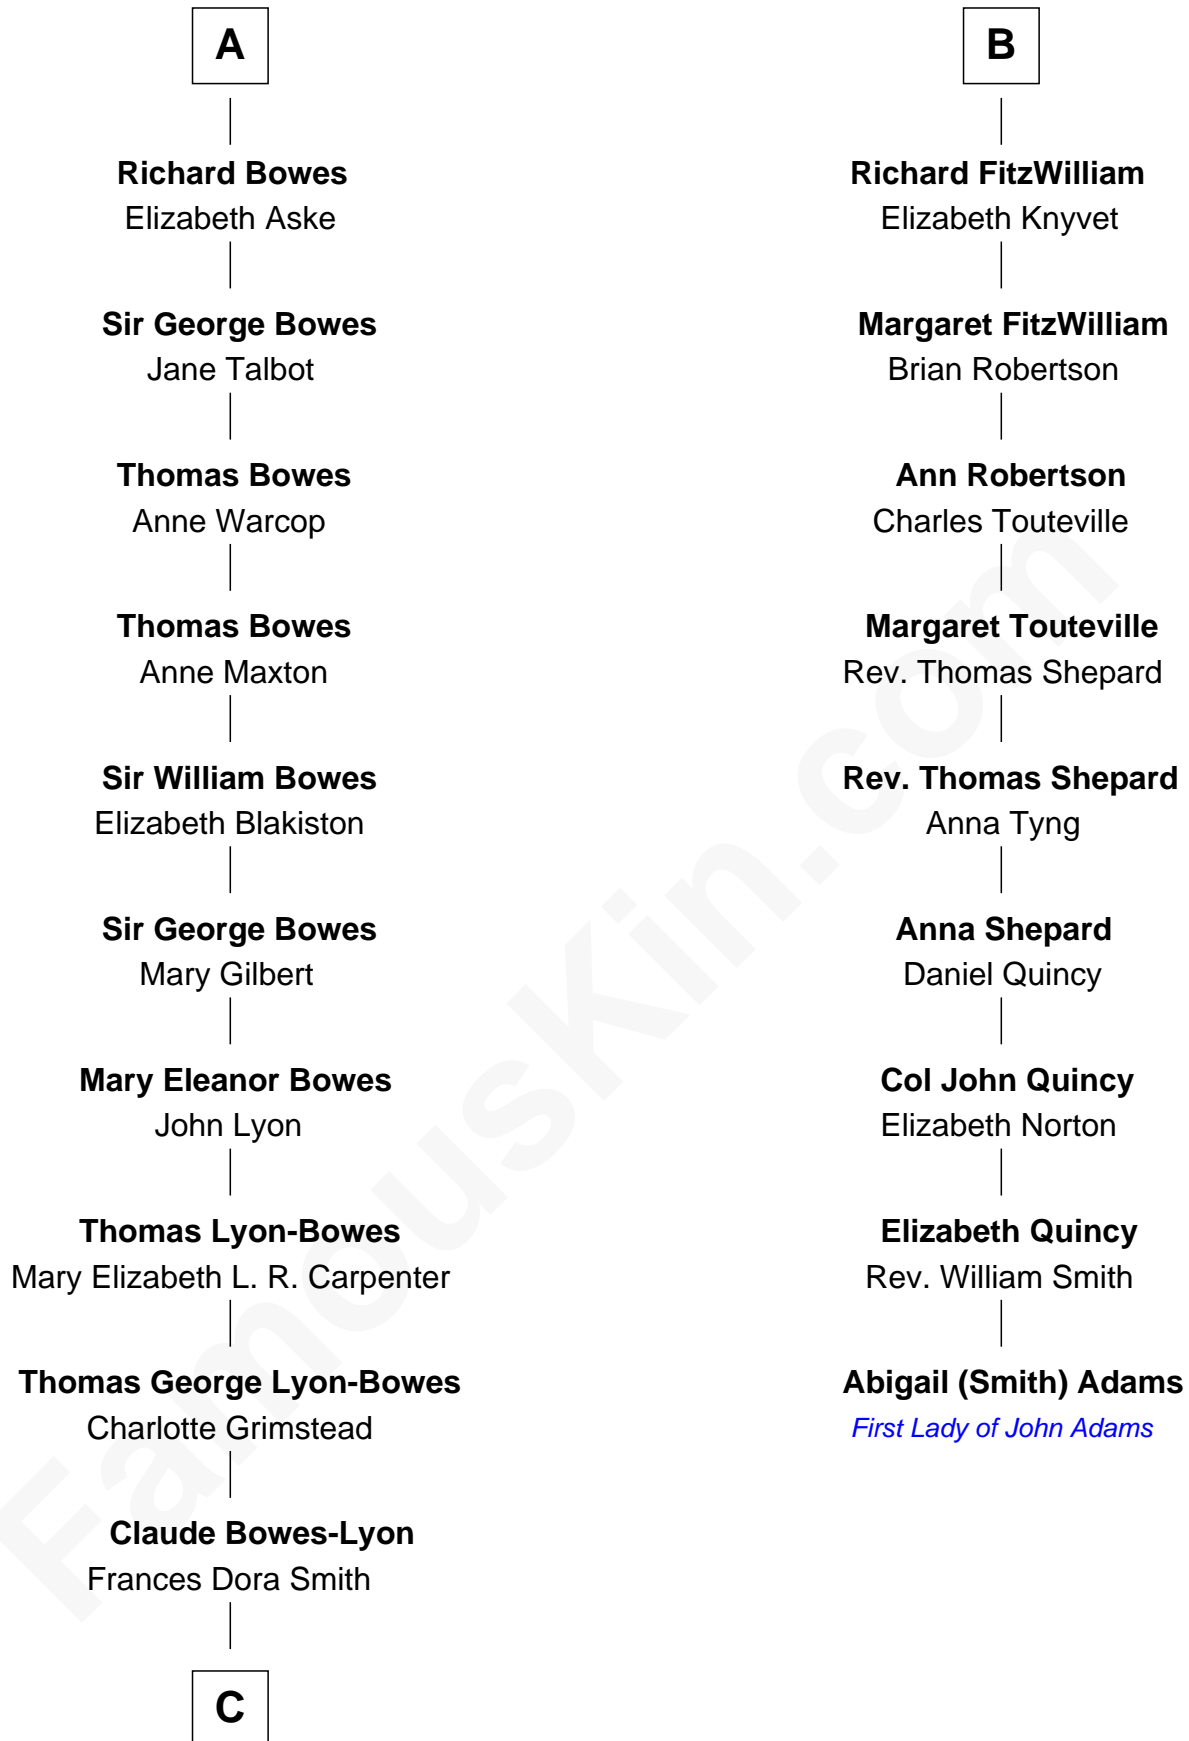 A
Richard Bowes
Elizabeth Aske
Sir George Bowes
Jane Talbot
Thomas Bowes
Anne Warcop
Thomas Bowes
Anne Maxton
Sir William Bowes
Elizabeth Blakiston
Sir George Bowes
Mary Gilbert
Mary Eleanor Bowes
John Lyon
Thomas Lyon-Bowes
Mary Elizabeth L. R. Carpenter
Thomas George Lyon-Bowes
Charlotte Grimstead
Claude Bowes-Lyon
Frances Dora Smith
C
B
Richard FitzWilliam
Elizabeth Knyvet
Margaret FitzWilliam
Brian Robertson
Ann Robertson
Charles Touteville
Margaret Touteville
Rev. Thomas Shepard
Rev. Thomas Shepard
Anna Tyng
Anna Shepard
Daniel Quincy
Col John Quincy
Elizabeth Norton
Elizabeth Quincy
Rev. William Smith
Abigail (Smith) Adams
First Lady of John Adams
FamousKin.com